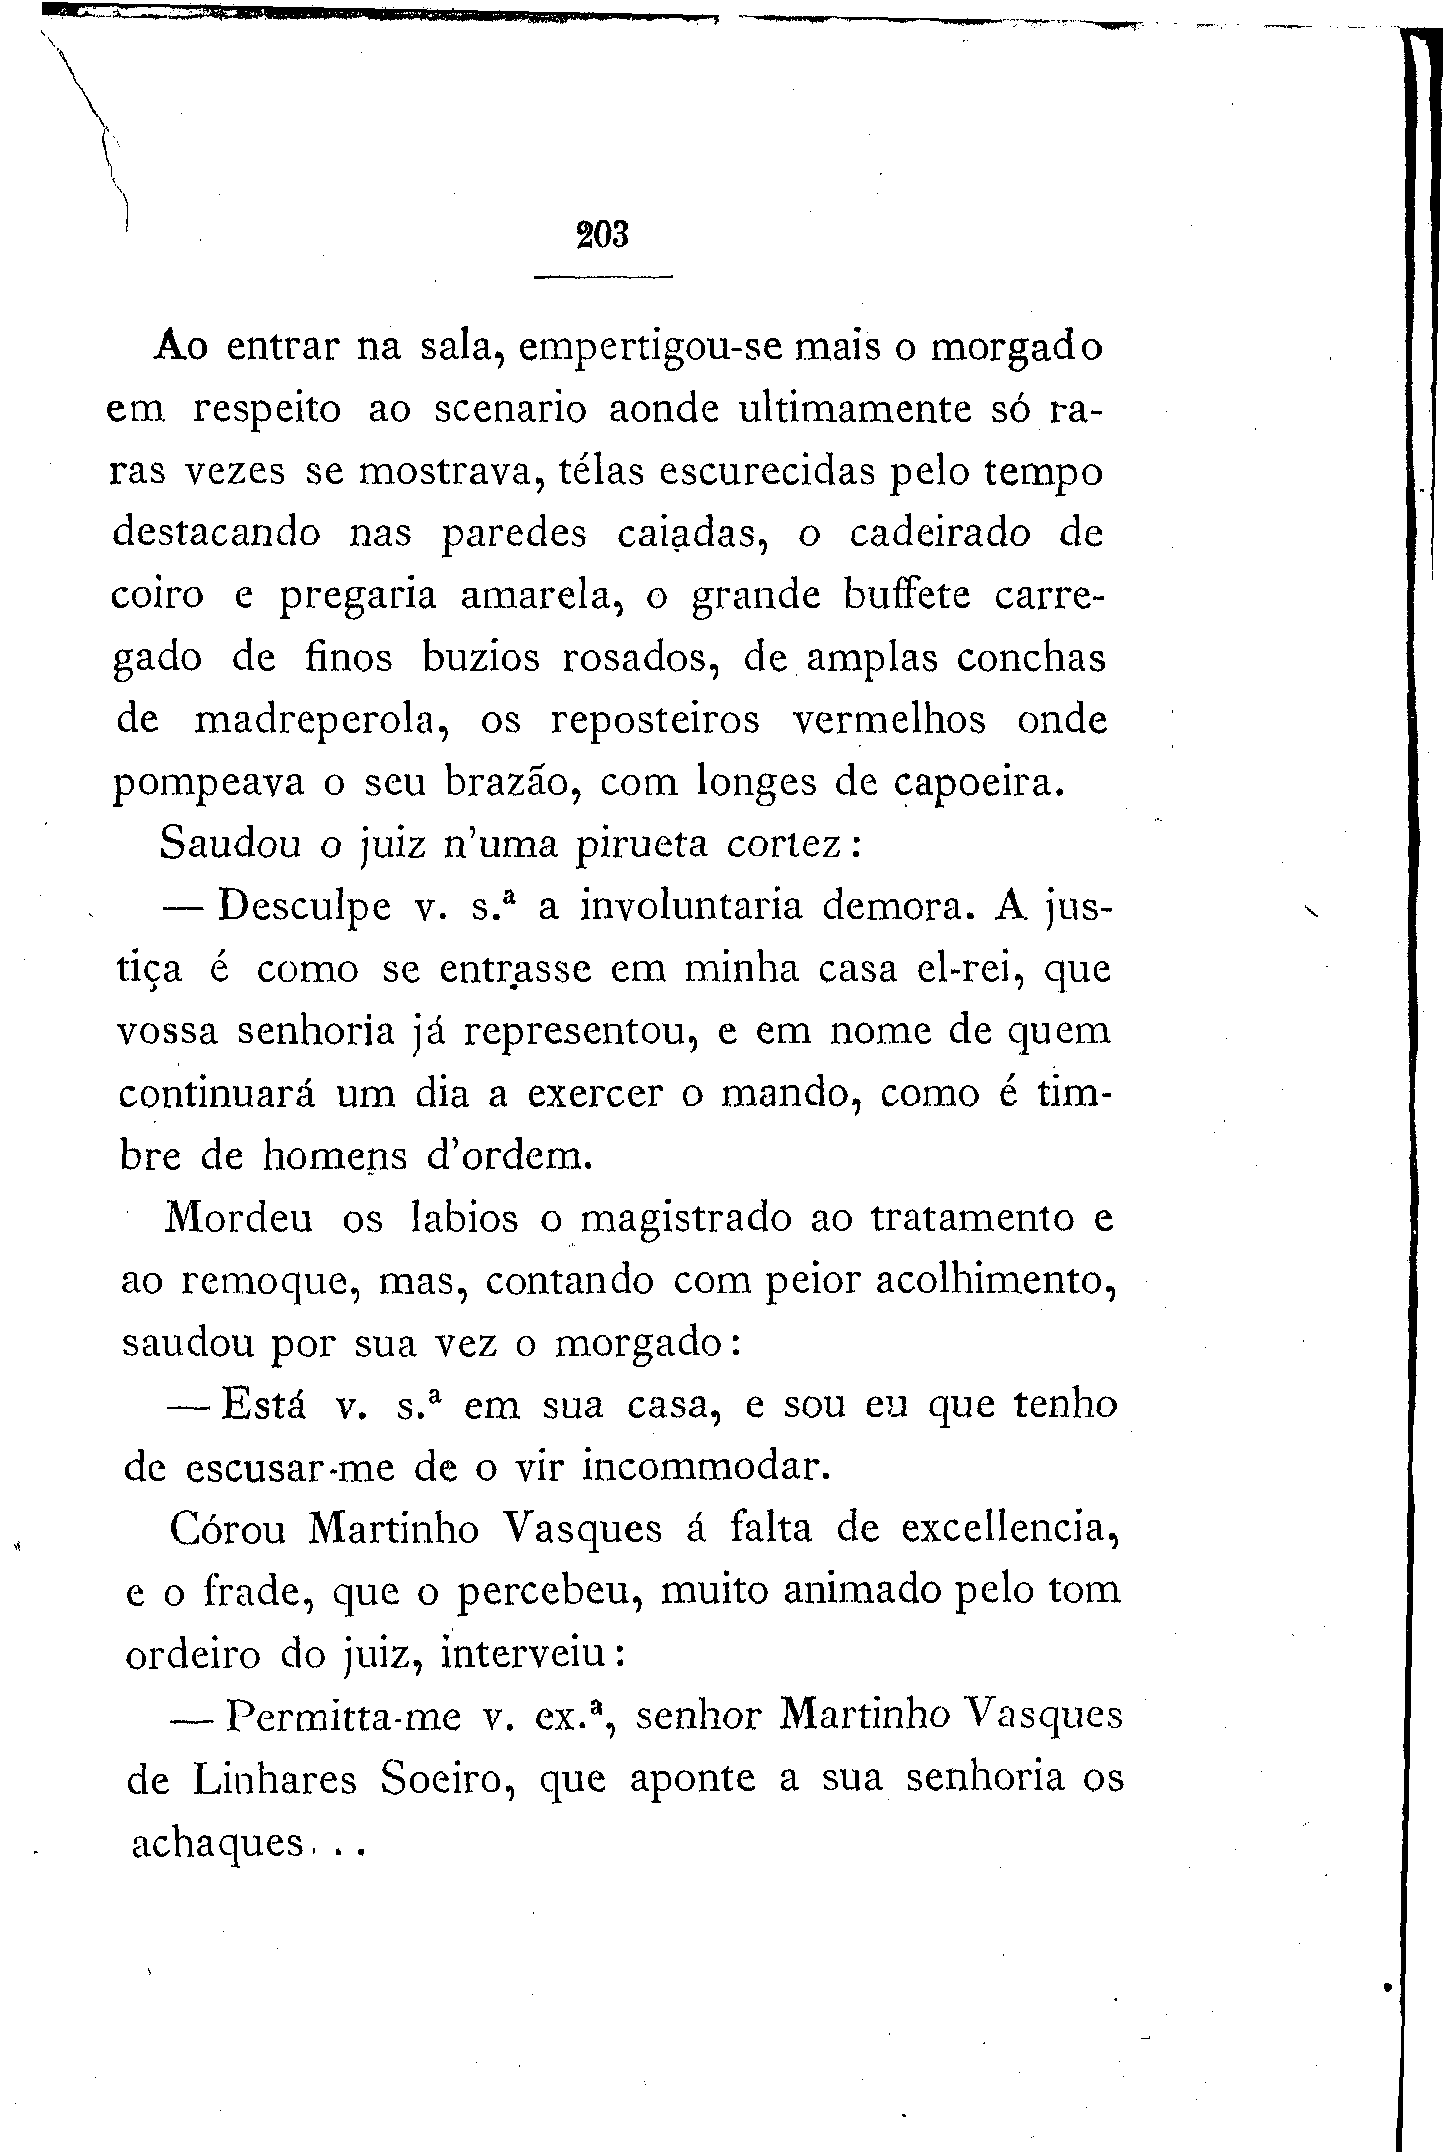 203
Ao entrar na sala, empertigou-se mais o morgado
em respeito ao scenario aonde ultimamente só ra-
ras vezes se mostrava, télas escurecidas pelo tempo
destacando nas paredes caiadas, o cadeirado de
coiro e pregaria amarela, o grande buffete carre-
gado de finos buzios rosados, de amplas conchas
de madreperola, os reposteiros vermelhos onde
pompeava o seu brazão, com longes de capoeira.
Saudou o juiz n'uma pirueta cortez:
— Desculpe v. s.ª a involuntaria demora. A jus-
tiça é como se entrasse em minha casa el-rei, que
vossa senhoria já representou, e em nome de quem
continuará um dia a exercer o mando, como é tim-
bre de homens d'ordem.
Mordeu os labios o magistrado ao tratamento e
ao remoque, mas, contando com peior acolhimento,
saudou por sua vez o morgado:
— Está v. s.ª em sua casa, e sou eu que tenho
de escusar-me de o vir incommodar.
Córou Martinho Vasques á falta de excellencia,
e o frade, que o percebeu, muito animado pelo tom
ordeiro do juiz, interveiu:
— Permitta-me v. ex.ª, senhor Martinho Vasques
de Linhares Soeiro, que aponte a sua senhoria os
achaques...